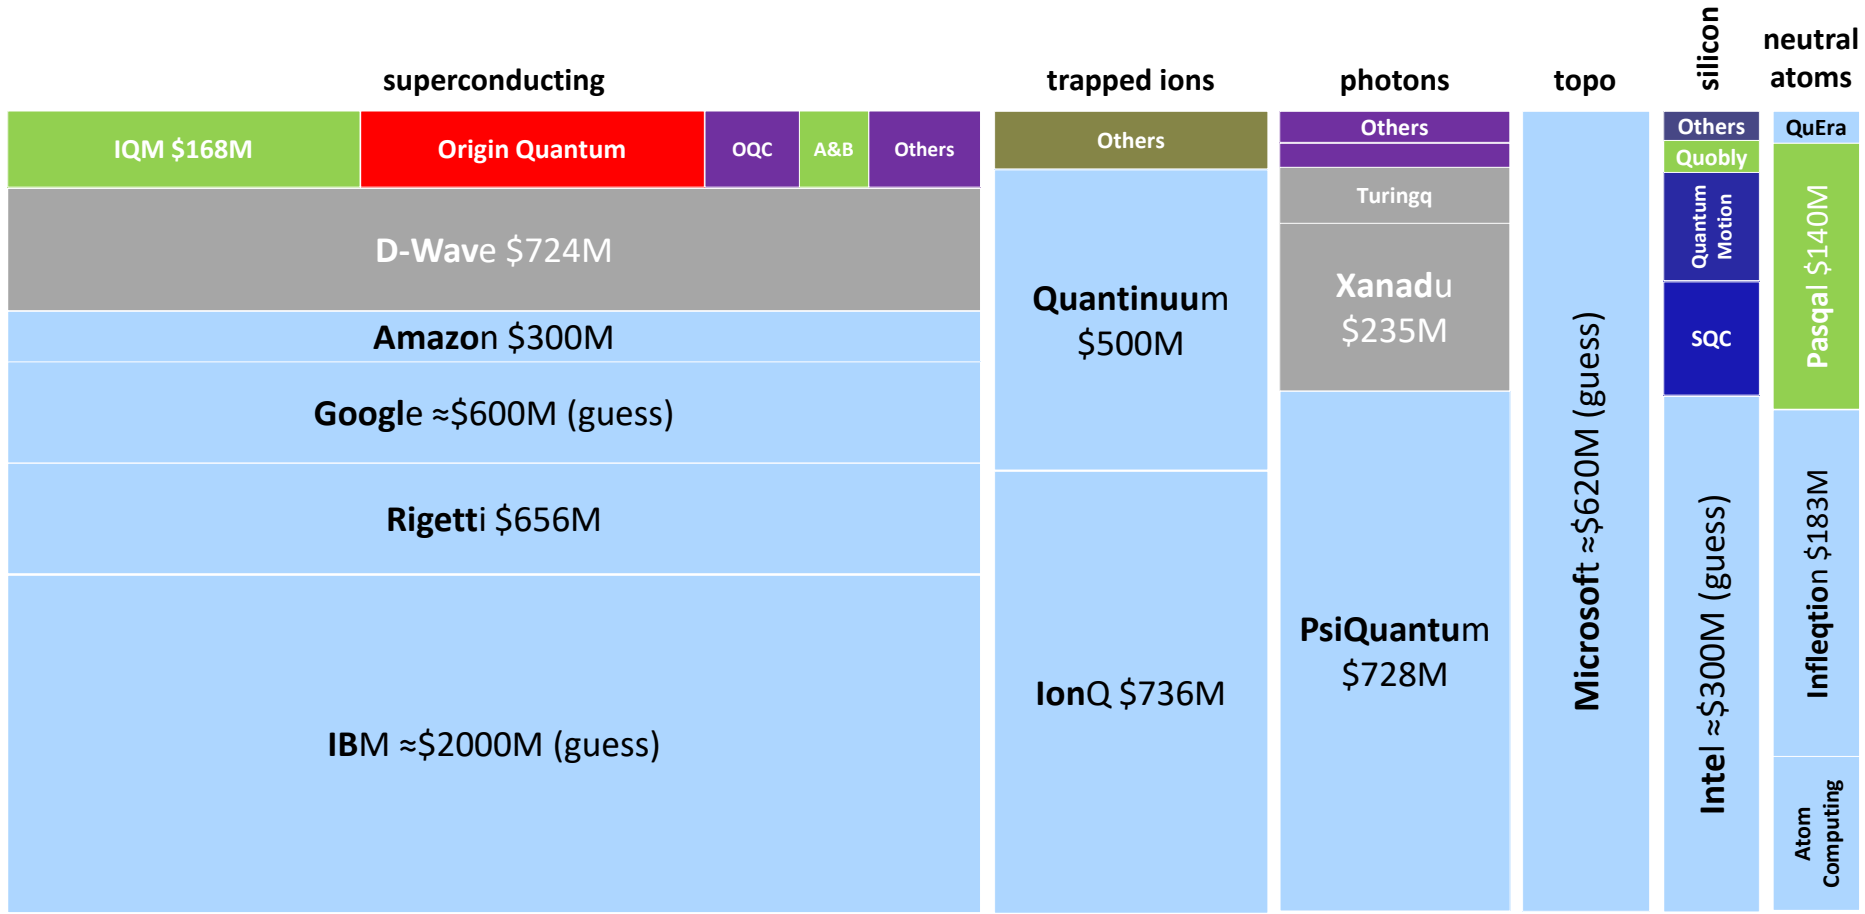 superconducting
trapped ions
photons
topo
silicon
neutral
atoms
IQM $168M
Origin Quantum
OQC
A&B
Others
D-Wave $724M
Amazon $300M
Google ≈$600M (guess)
Rigetti $656M
IBM ≈$2000M (guess)
Others
Quantinuum
$500M
IonQ $736M
Others
Turingq
Xanadu
$235M
PsiQuantum
$728M
Microsoft ≈$620M (guess)
Others
Quobly
Quantum
Motion
SQC
Intel ≈$300M (guess)
QuEra
Pasqal $140M
Infleqtion $183M
Atom
Computing